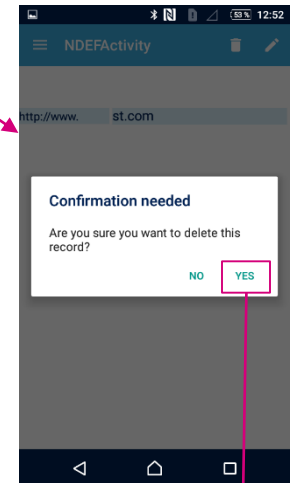 53% 12:52
NDEFActivity
http://www. st.com
Confirmation needed
Are you sure you want to delete this
record?
NO YES